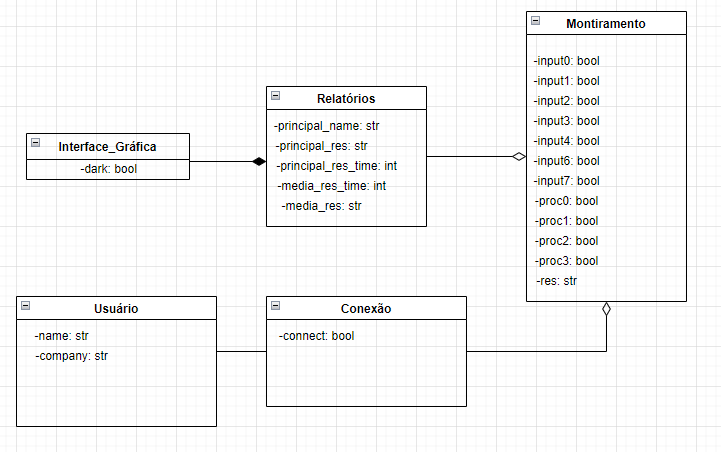 Montiramento
-input0: bool
-input1: bool
-input2: bool
-input3: bool
-input4: bool
-input6: bool
-input7: bool
-proc0: bool
-proc1: bool
-proc2: bool
-proc3: bool
-res: str
Relatórios
-principal_name: str
-principal_res: str
-principal_res_time: int
-media_res_time: int
-media_res: str
Interface_Gráfica
-dark: bool
Usuário
-name: str
-company: str
Conexão
-connect: bool